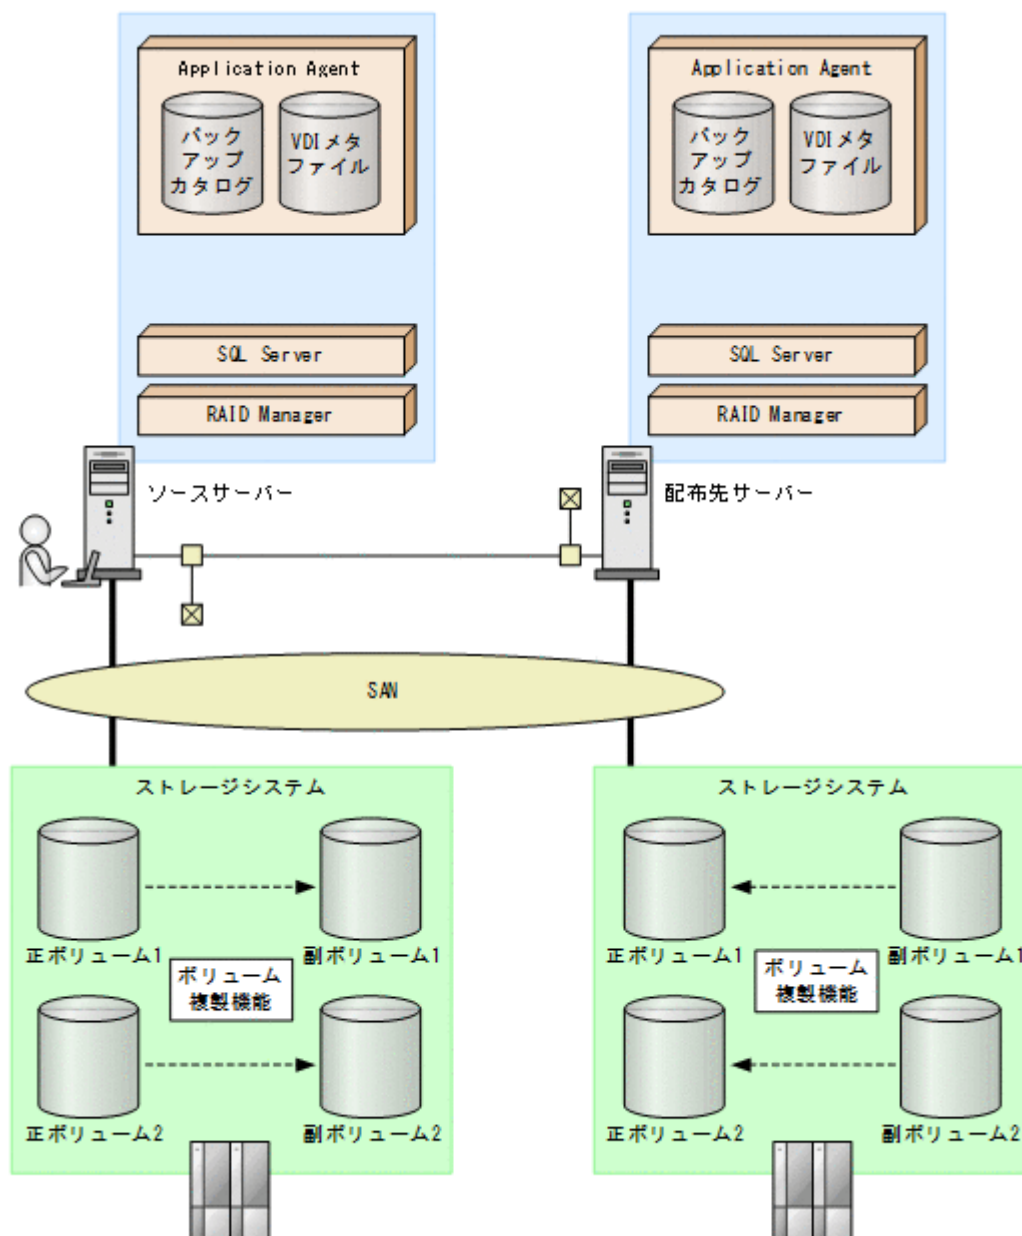 Application Agent
バック
アップ
カタログ
VDIメタ
ファイル
SQL Server
RAID Manager
ソースサーバー
Application Agent
バック
アップ
カタログ
VDIメタ
ファイル
SQL Server
RAID Manager
配布先サーバー
SAN
ストレージシステム
正ボリューム1
副ボリューム1
ボリューム
複製機能
正ボリューム2
副ボリューム2
ストレージシステム
正ボリューム1
副ボリューム1
ボリューム
複製機能
正ボリューム2
副ボリューム2